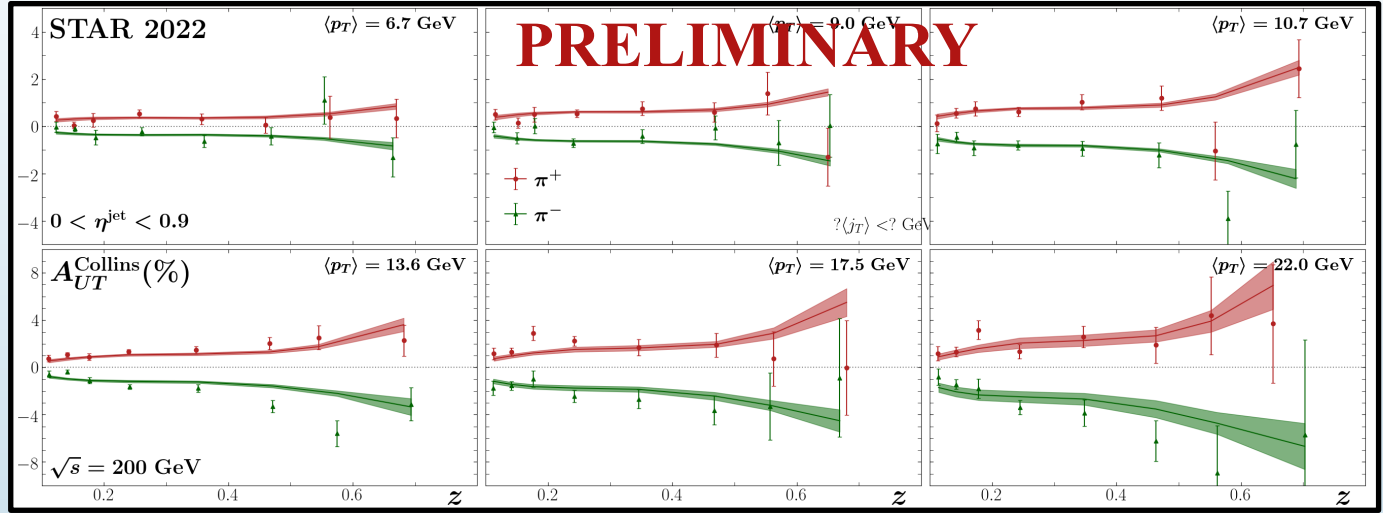 STAR 2022
⟨p_T⟩ = 6.7 GeV
PRELIMINARY
⟨p_T⟩ = 9.0 GeV
⟨p_T⟩ = 10.7 GeV
4
2
0
−2
−4
π⁺
π⁻
0 < η^jet < 0.9
?⟨j_T⟩ <? GeV
A_UT^Collins(%)
⟨p_T⟩ = 13.6 GeV
⟨p_T⟩ = 17.5 GeV
⟨p_T⟩ = 22.0 GeV
8
4
0
−4
−8
√s = 200 GeV
0.2 0.4 0.6 z
0.2 0.4 0.6 z
0.2 0.4 0.6 z